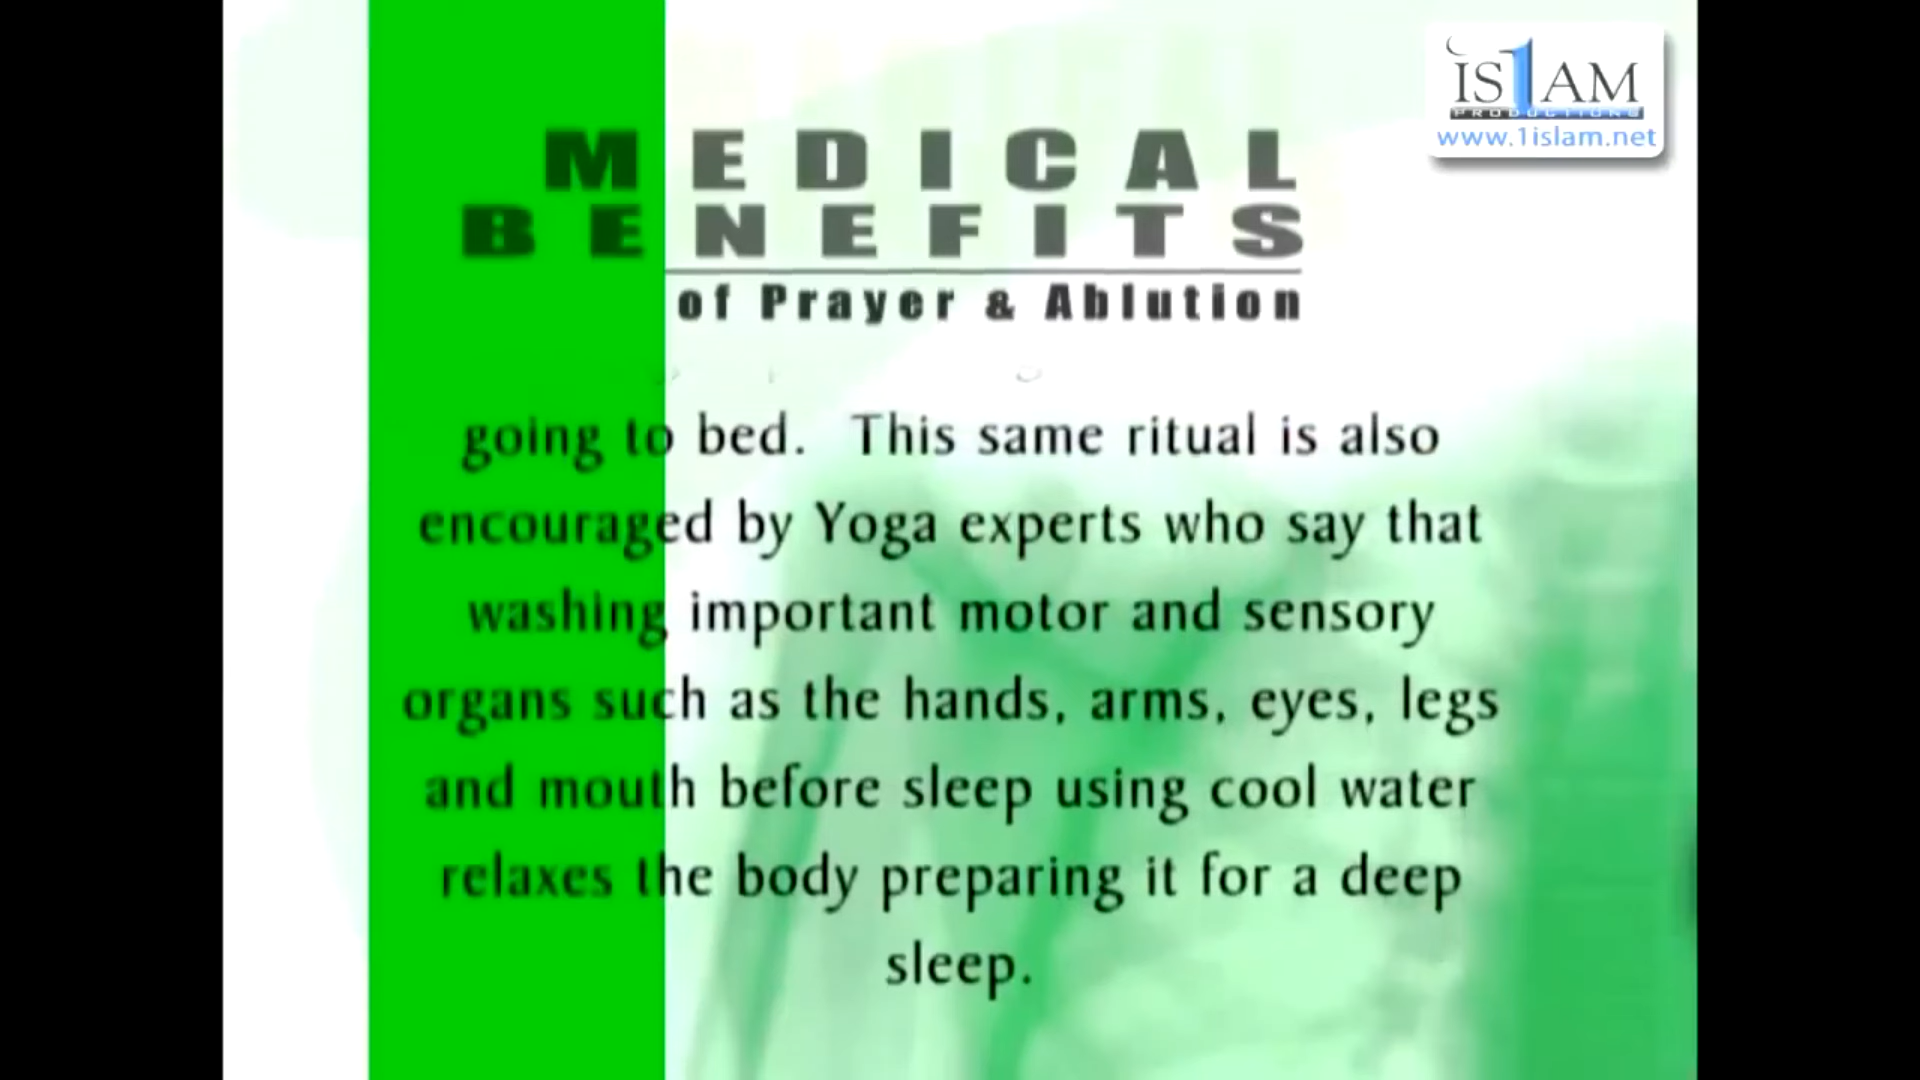 IS1AM
PRODUCTIONS
www.1islam.net
MEDICAL
BENEFITS
of Prayer & Ablution
going to bed. This same ritual is also
encouraged by Yoga experts who say that
washing important motor and sensory
organs such as the hands, arms, eyes, legs
and mouth before sleep using cool water
relaxes the body preparing it for a deep
sleep.